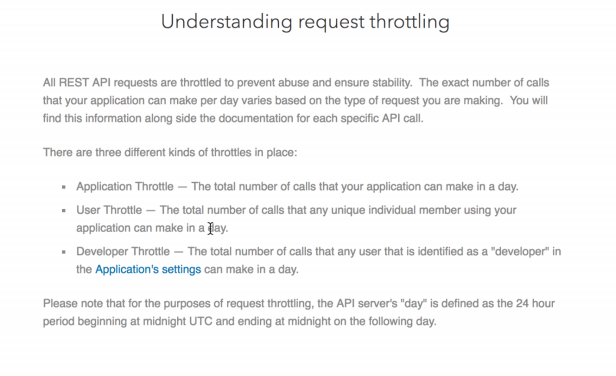 Understanding request throttling
All REST API requests are throttled to prevent abuse and ensure stability.  The exact number of calls
that your application can make per day varies based on the type of request you are making.  You will
find this information along side the documentation for each specific API call.
There are three different kinds of throttles in place:
▪ Application Throttle — The total number of calls that your application can make in a day.
▪ User Throttle — The total number of calls that any unique individual member using your
application can make in a day.
▪ Developer Throttle — The total number of calls that any user that is identified as a "developer" in
the Application's settings can make in a day.
Please note that for the purposes of request throttling, the API server's "day" is defined as the 24 hour
period beginning at midnight UTC and ending at midnight on the following day.